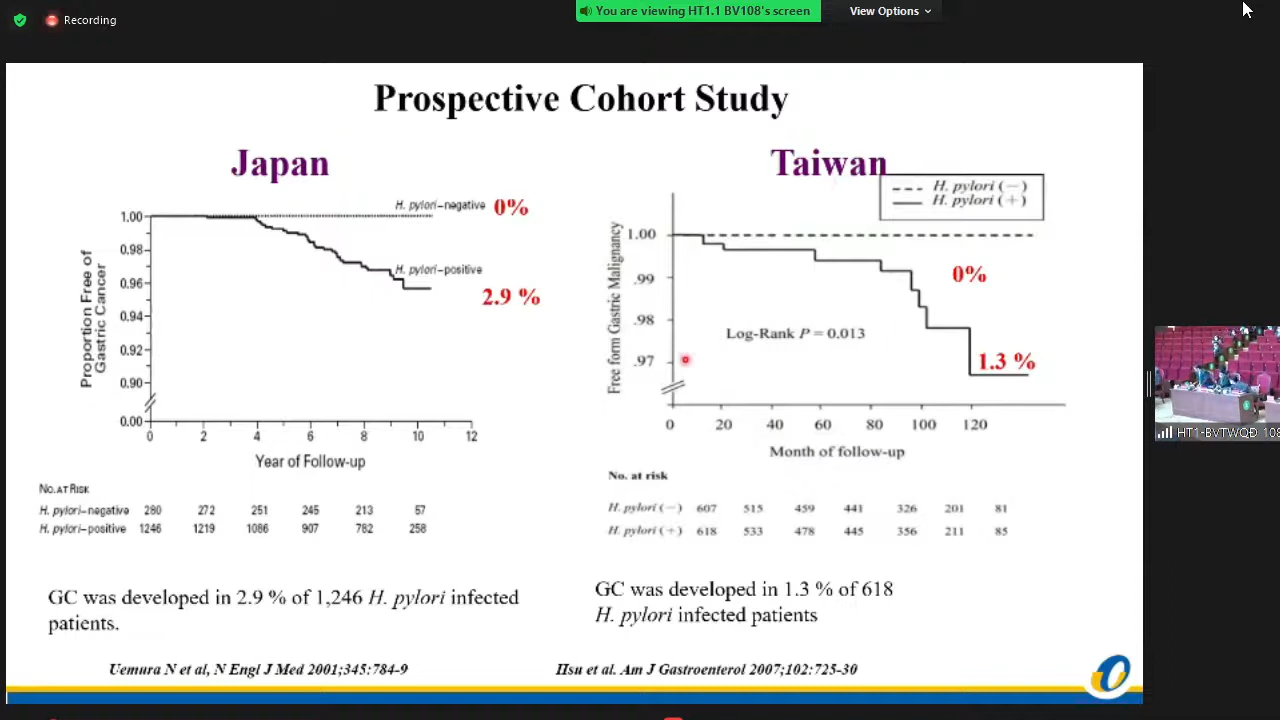 Recording
You are viewing HT1.1 BV108's screen
View Options
Prospective Cohort Study
Japan
H. pylori-negative 0%
1.00
0.98
0.96
0.94
0.92
0.90
0.00
Proportion Free of
Gastric Cancer
H. pylori-positive
2.9 %
0 2 4 6 8 10 12
Year of Follow-up
NO. AT RISK
H. pylori-negative 280 272 251 245 213 57
H. pylori-positive 1246 1219 1086 907 782 258
GC was developed in 2.9 % of 1,246 H. pylori infected
patients.
Uemura N et al, N Engl J Med 2001;345:784-9
Taiwan
H. pylori (−)
H. pylori (+)
1.00
.99
.98
.97
Free form Gastric Malignancy
0%
Log-Rank P = 0.013
1.3 %
0 20 40 60 80 100 120
Month of follow-up
No. at risk
H. pylori (−) 607 515 459 441 326 201 81
H. pylori (+) 618 533 478 445 356 211 85
GC was developed in 1.3 % of 618
H. pylori infected patients
Hsu et al. Am J Gastroenterol 2007;102:725-30
HT1-BVTWQĐ 108